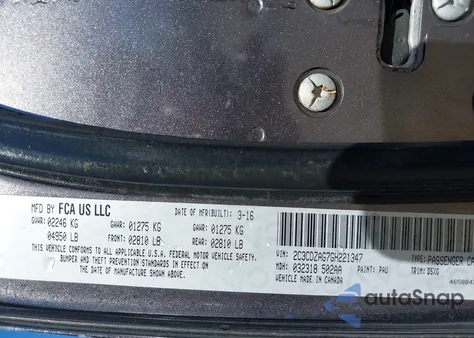 MFD BY FCA US LLC DATE OF MFR(BUILT): 3-16
GVWR: 02246 KG GAWR: 01275 KG GAWR: 01275 KG
04950 LB FRONT: 02810 LB REAR: 02810 LB
THIS VEHICLE CONFORMS TO ALL APPLICABLE U.S.A. FEDERAL MOTOR VEHICLE SAFETY,
BUMPER AND THEFT PREVENTION STANDARDS IN EFFECT
ON THE DATE OF MANUFACTURE SHOWN ABOVE.
VIN: 2C3CDZAG7GH221347 TYPE: PASSENGER CA
MDH: 032318 502AA PAINT: PAU TRIM: DSX9
VEHICLE MADE IN CANADA
autoSnap